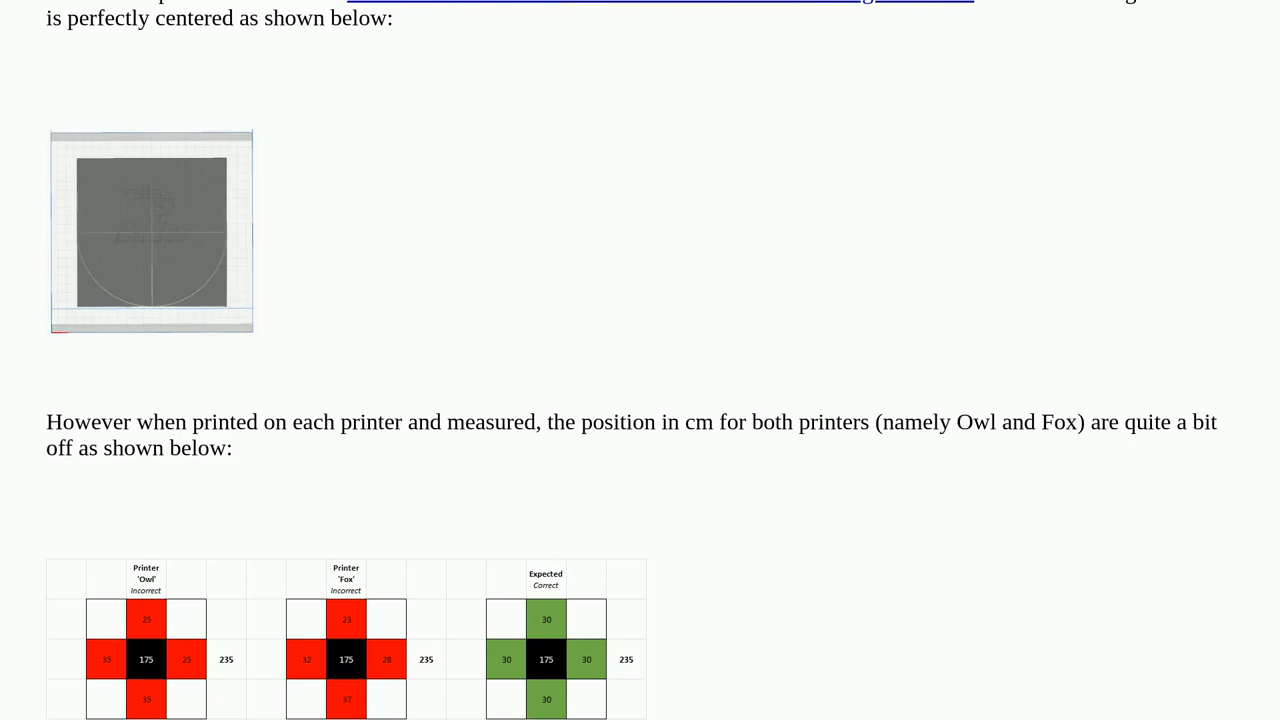 is perfectly centered as shown below:
However when printed on each printer and measured, the position in cm for both printers (namely Owl and Fox) are quite a bit
off as shown below:
Printer Printer
'Owl' 'Fox' Expected
Incorrect Incorrect Correct
25 23 30
35 175 25 235 32 175 28 235 30 175 30 235
35 37 30